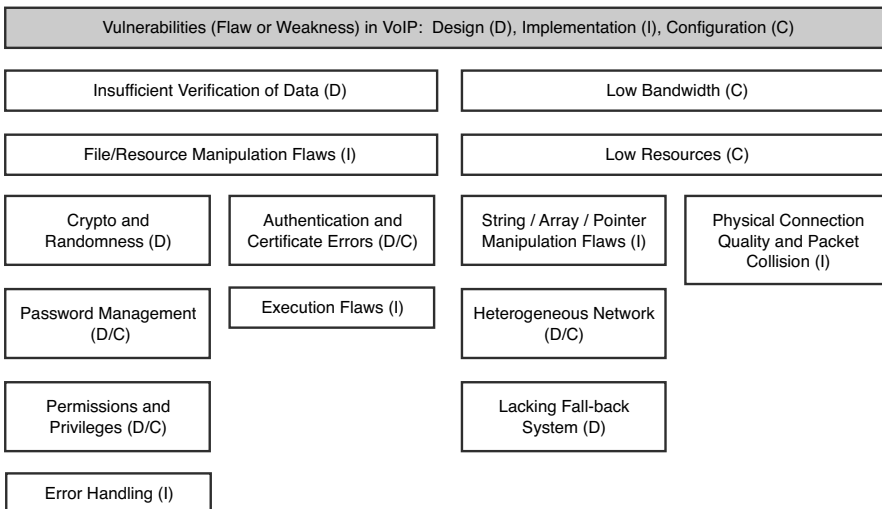 Vulnerabilities (Flaw or Weakness) in VoIP: Design (D), Implementation (I), Configuration (C)
Insufficient Verification of Data (D)
Low Bandwidth (C)
File/Resource Manipulation Flaws (I)
Low Resources (C)
Crypto and
Randomness (D)
Authentication and
Certificate Errors (D/C)
String / Array / Pointer
Manipulation Flaws (I)
Physical Connection
Quality and Packet
Collision (I)
Password Management
(D/C)
Execution Flaws (I)
Heterogeneous Network
(D/C)
Permissions and
Privileges (D/C)
Lacking Fall-back
System (D)
Error Handling (I)